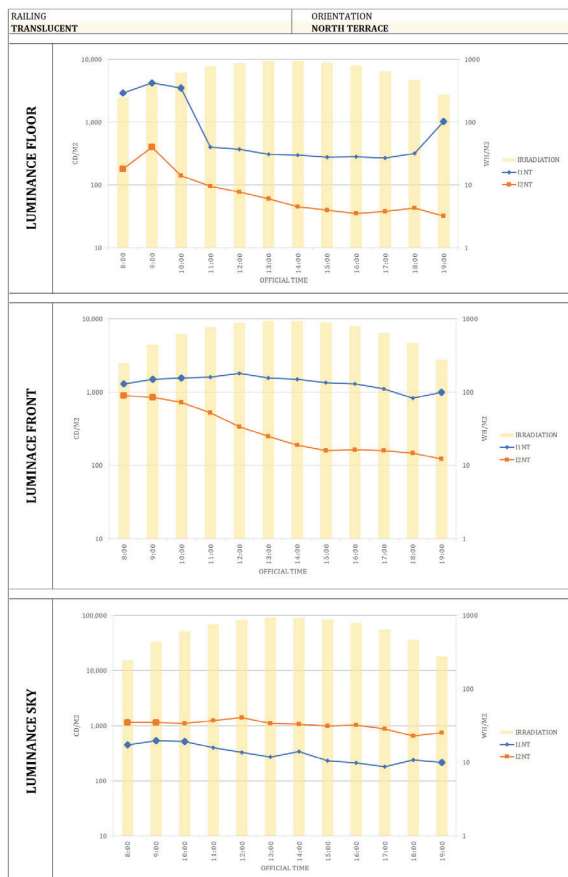 RAILING
ORIENTATION
TRANSLUCENT
NORTH TERRACE
LUMINANCE FLOOR
10,000
1,000
100
10
CD/M2
1000
100
10
1
WH/M2
8:00
9:00
10:00
11:00
12:00
13:00
14:00
15:00
16:00
17:00
18:00
19:00
OFFICIAL TIME
IRRADIATION
I1NT
I2NT
LUMINACE FRONT
10,000
1,000
100
10
CD/M2
1000
100
10
1
WH/M2
8:00
9:00
10:00
11:00
12:00
13:00
14:00
15:00
16:00
17:00
18:00
19:00
OFFICIAL TIME
IRRADIATION
I1NT
I2NT
LUMINANCE SKY
100,000
10,000
1,000
100
10
CD/M2
1000
100
10
1
WH/M2
8:00
9:00
10:00
11:00
12:00
13:00
14:00
15:00
16:00
17:00
18:00
19:00
OFFICIAL TIME
IRRADIATION
I1NT
I2NT